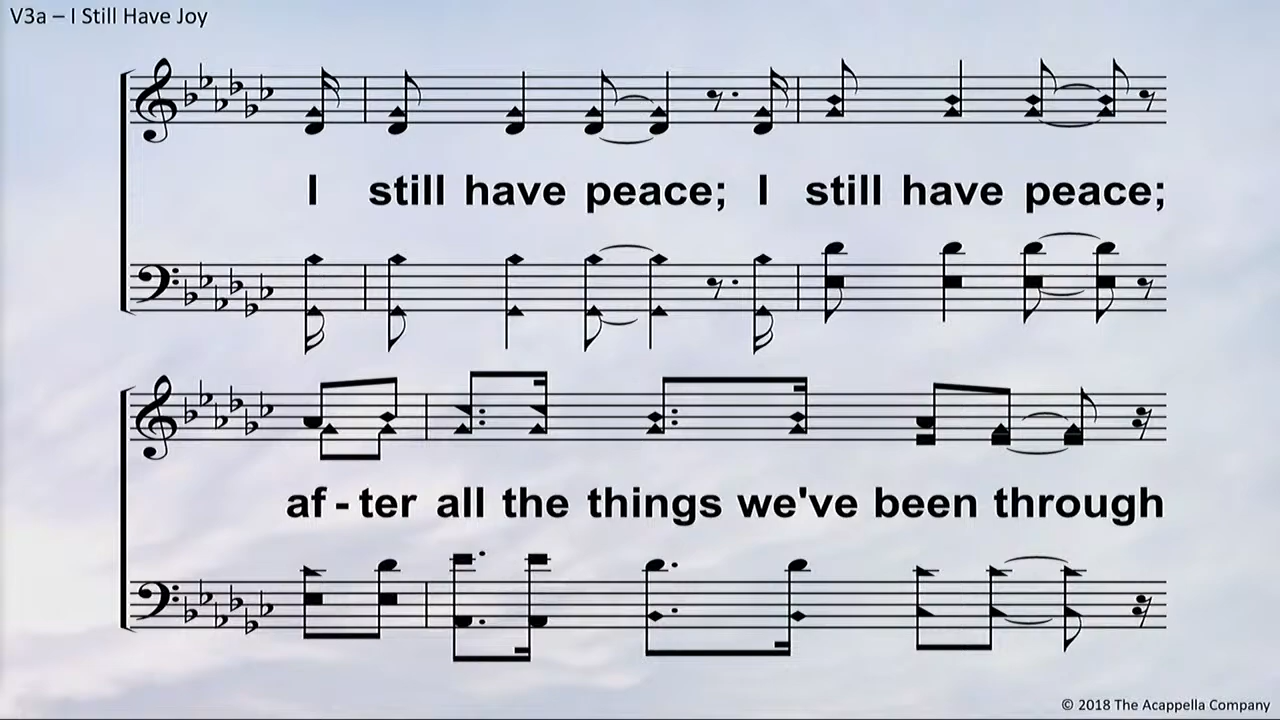 V3a – I Still Have Joy
I still have peace; I still have peace;
af - ter all the things we've been through
© 2018 The Acappella Company